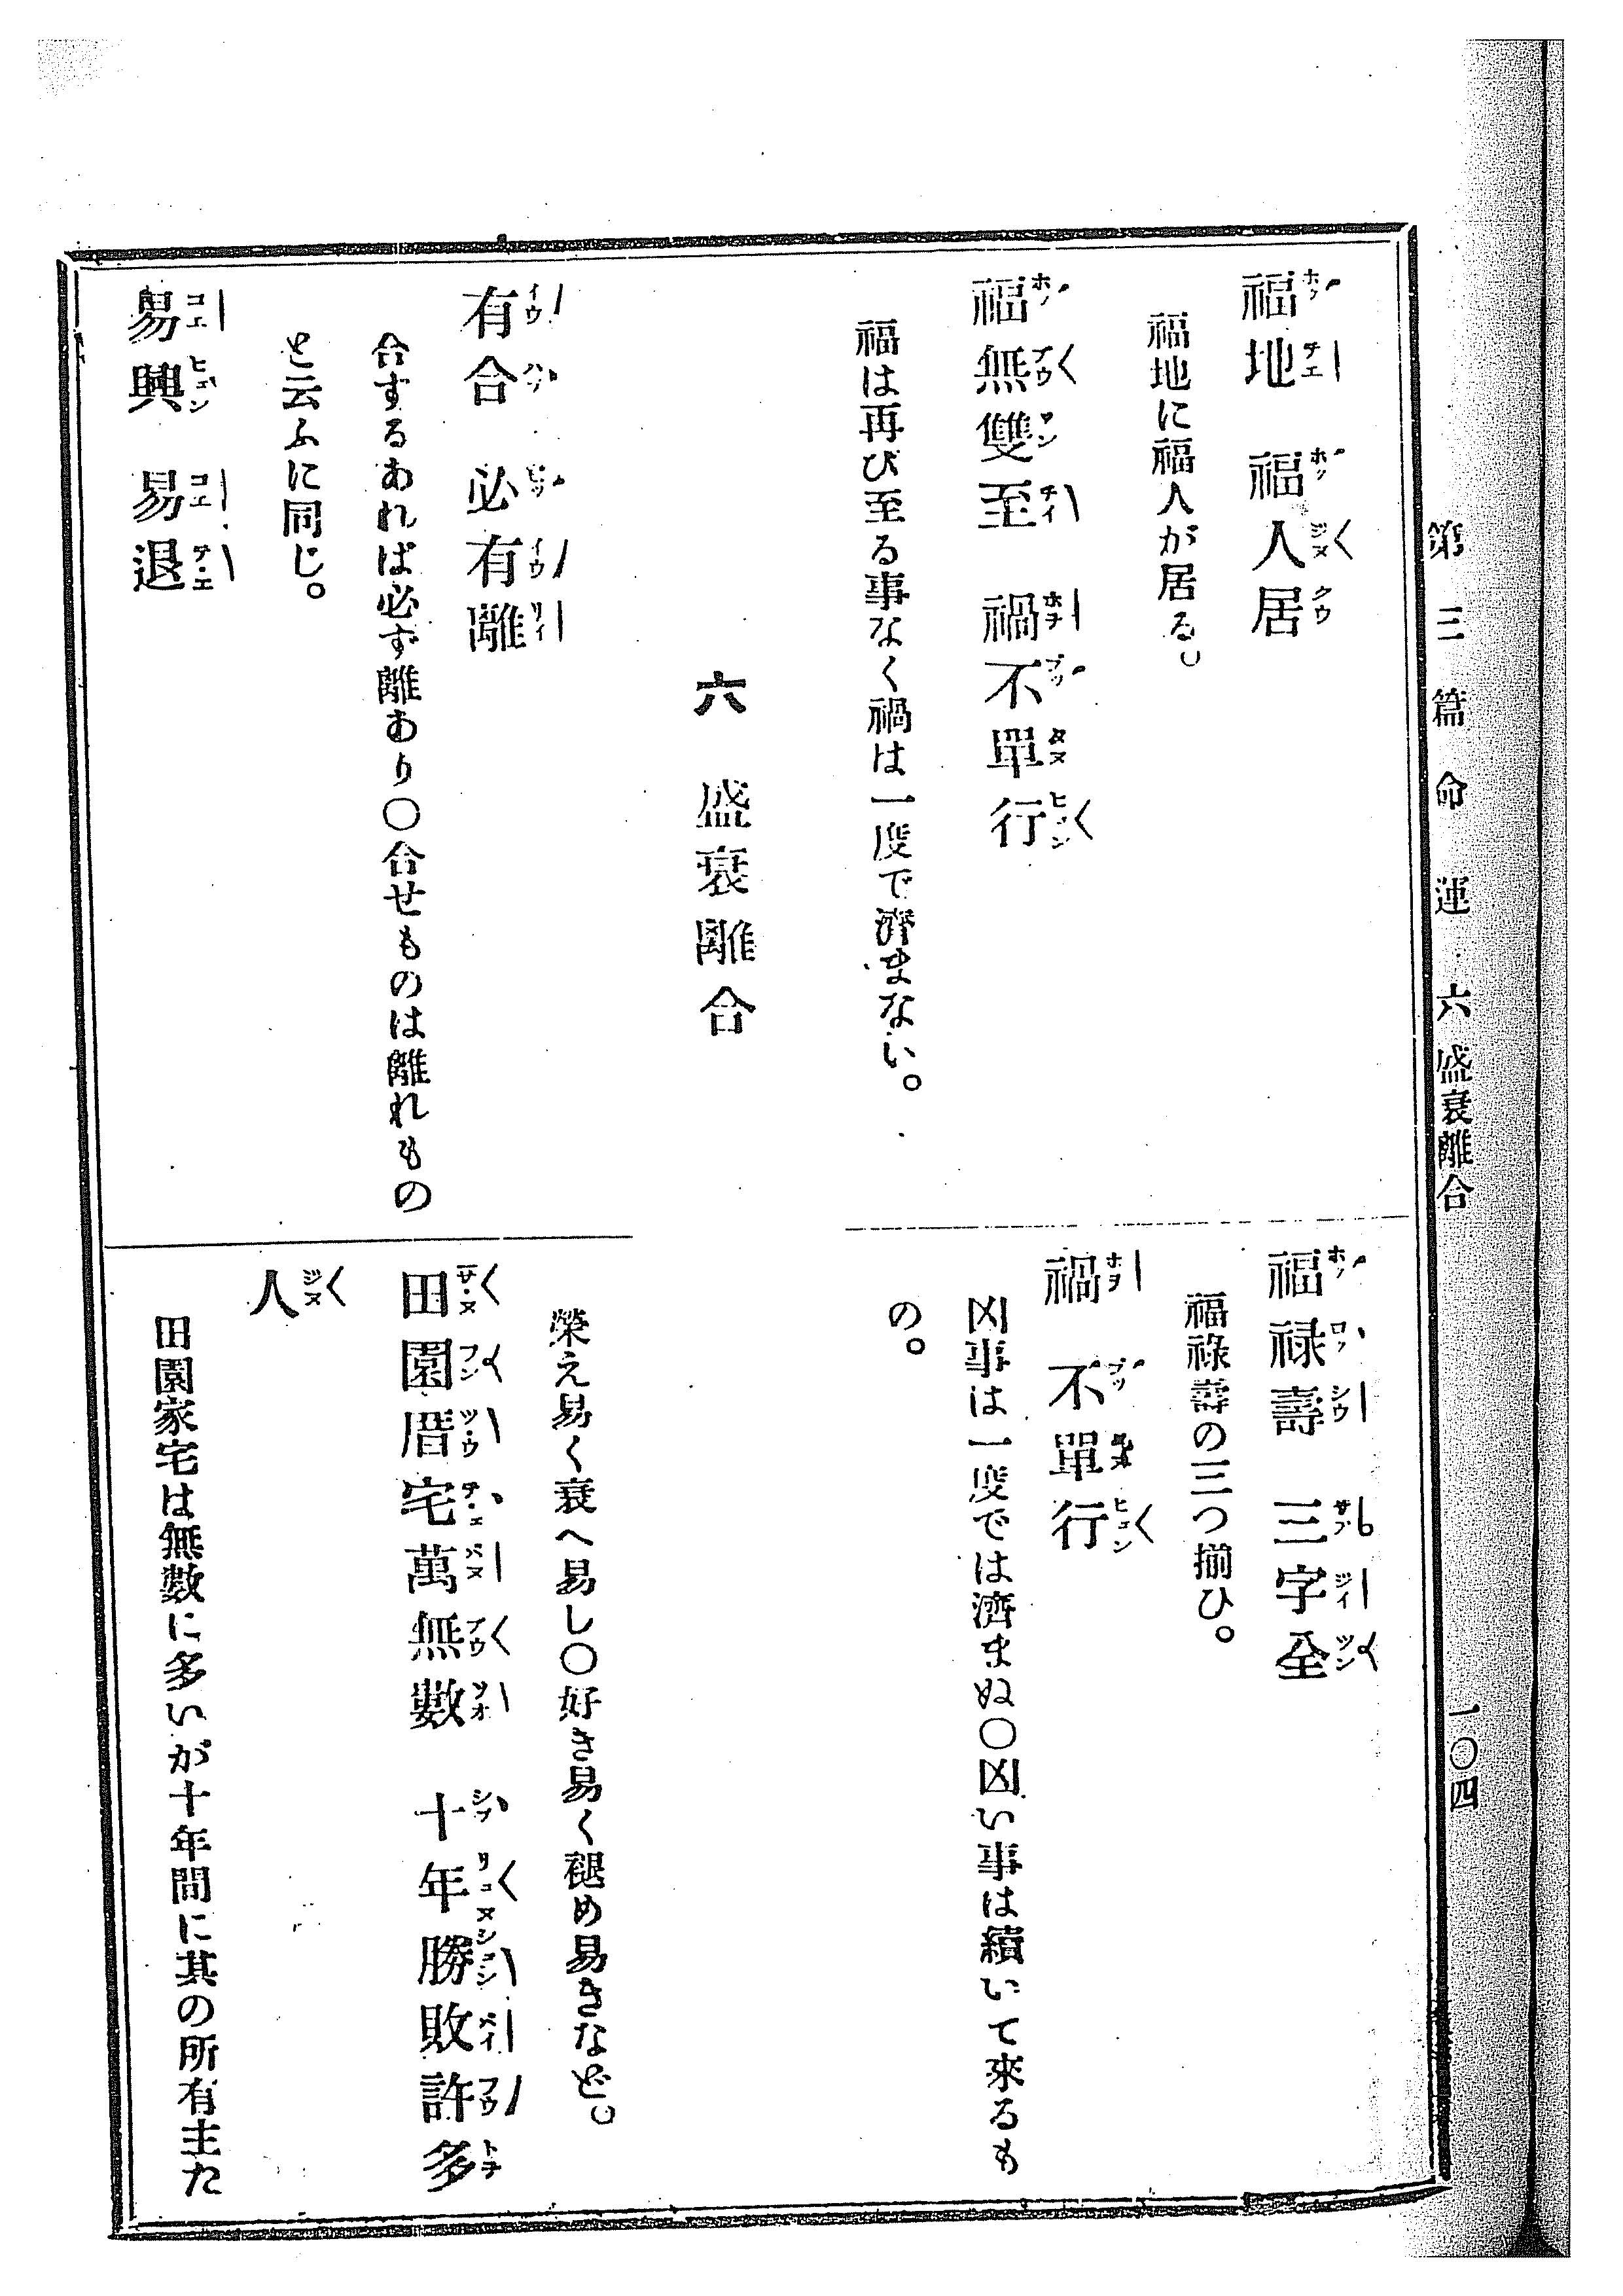 第三篇 命運 六 盛衰離合
一〇四
福地 福人居
福地に福人が居る。
福無雙至 禍不單行
福は再び至る事なく禍は一度で濟まない。
福祿壽 三字全
福祿壽の三つ揃ひ。
禍 不單行
凶事は一度では濟まぬ〇凶い事は續いて來るも
の。
六 盛衰離合
有合 必有離
合するあれば必ず離あり〇合せものは離れもの
と云ふに同じ。
易興 易退
榮え易く衰へ易し〇好き易く褪め易きなど。
田園厝宅萬無數 十年勝敗許多
人
田園家宅は無數に多いが十年間に其の所有主た